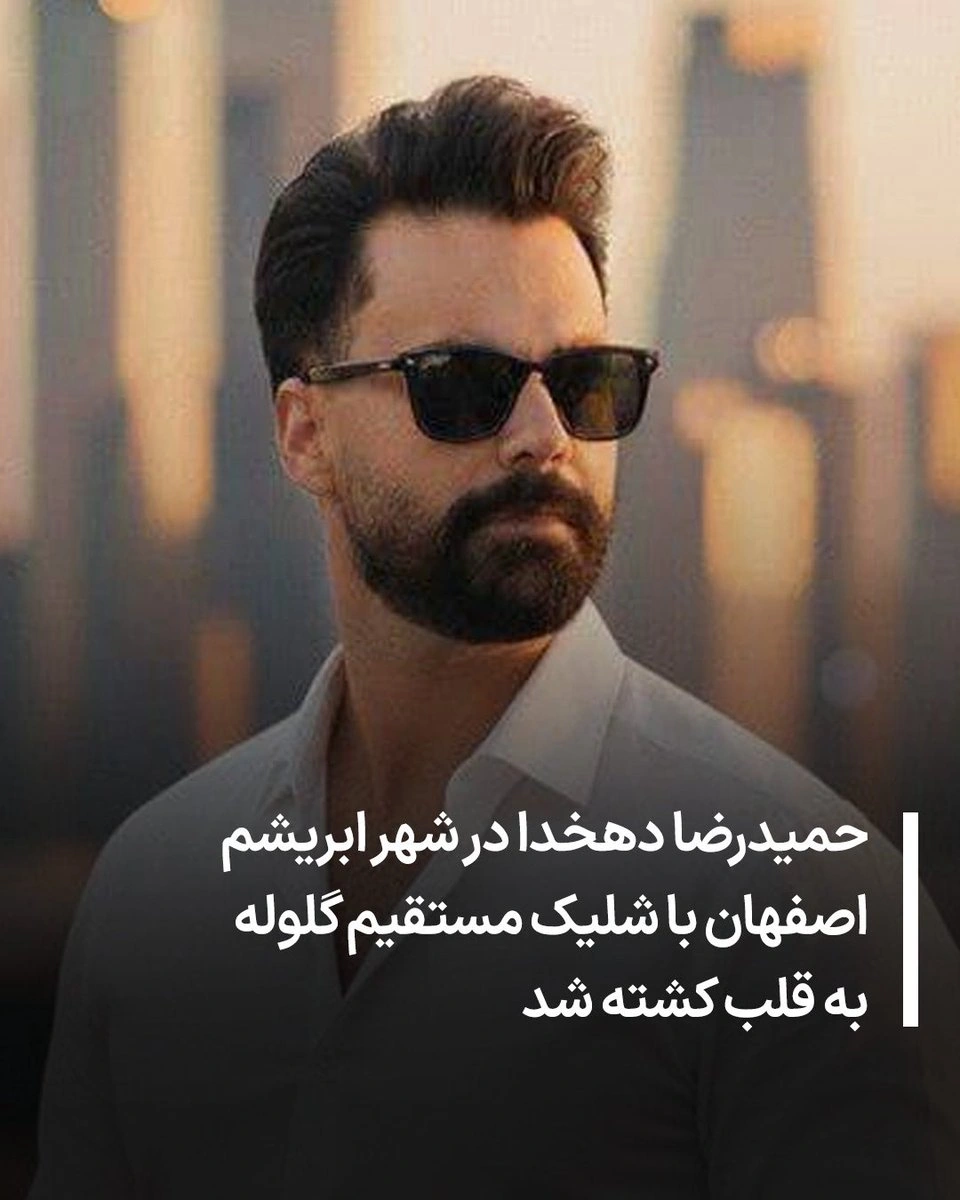 حمیدرضا دهخدا در شهر ابریشم
اصفهان با شلیک مستقیم گلوله
به قلب کشته شد